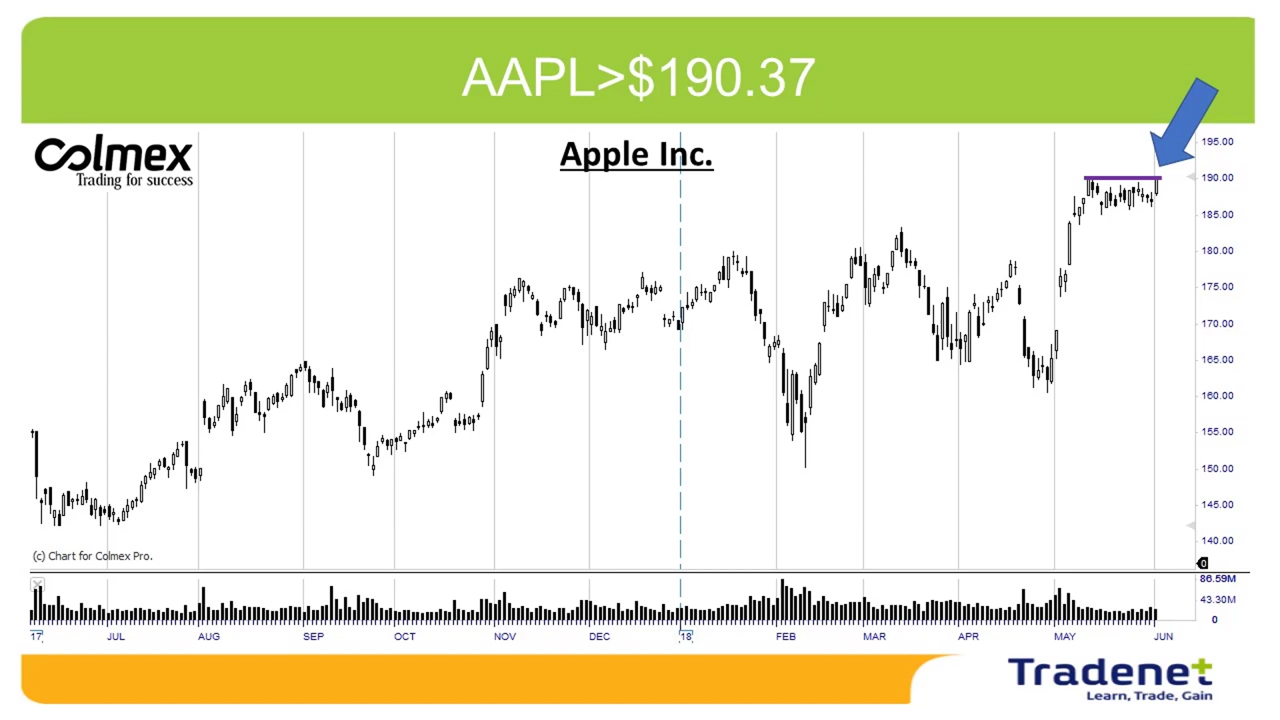 AAPL>$190.37
Colmex
Trading for success
Apple Inc.
195.00
190.00
185.00
180.00
175.00
170.00
165.00
160.00
155.00
150.00
145.00
140.00
(c) Chart for Colmex Pro.
0
86.59M
43.30M
0
17 JUL AUG SEP OCT NOV DEC '18 FEB MAR APR MAY JUN
Tradenet
Learn, Trade, Gain